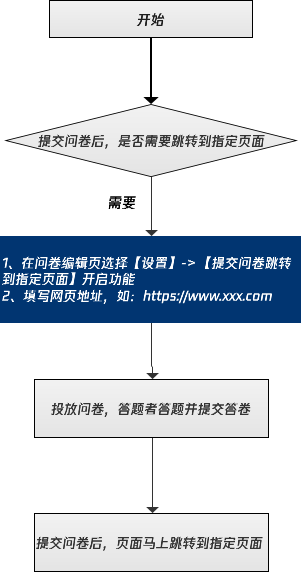 开始
提交问卷后，是否需要跳转到指定页面
需要
1、在问卷编辑页选择【设置】->【提交问卷跳转
到指定页面】开启功能
2、填写网页地址，如：https://www.xxx.com
投放问卷，答题者答题并提交答卷
提交问卷后，页面马上跳转到指定页面